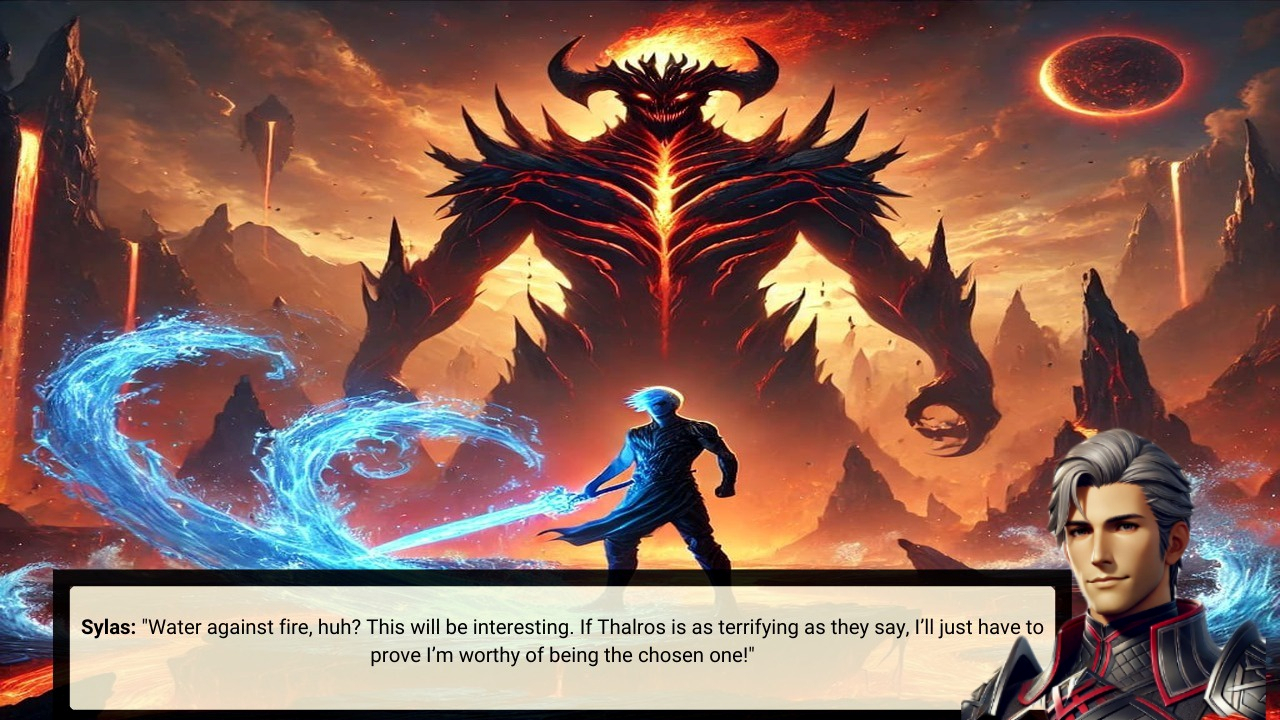 Sylas: "Water against fire, huh? This will be interesting. If Thalros is as terrifying as they say, I’ll just have to
prove I’m worthy of being the chosen one!"